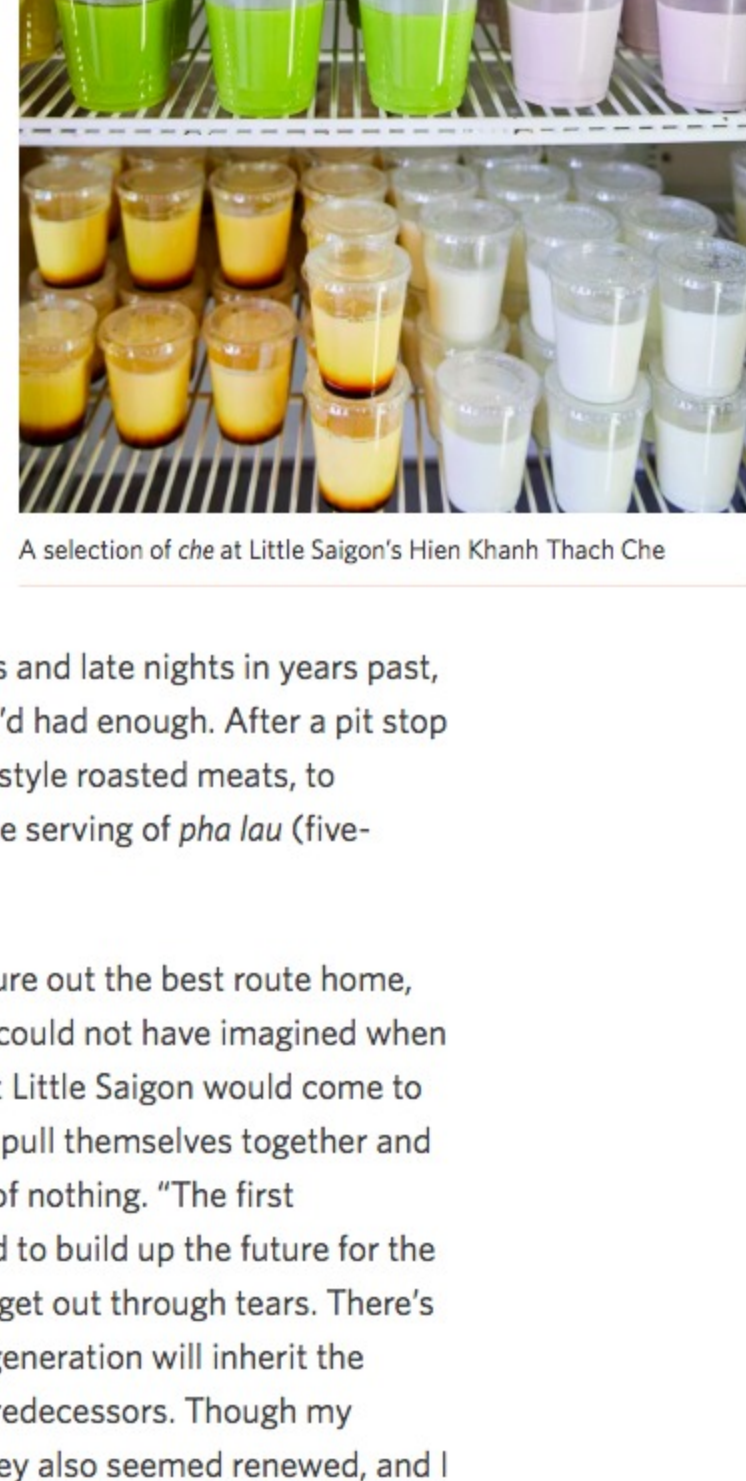 A selection of che at Little Saigon's Hien Khanh Thach Che
s and late nights in years past,
'd had enough. After a pit stop
style roasted meats, to
e serving of pha lau (five-
ure out the best route home,
could not have imagined when
Little Saigon would come to
pull themselves together and
of nothing. “The first
d to build up the future for the
get out through tears. There's
generation will inherit the
redecessors. Though my
ey also seemed renewed, and I